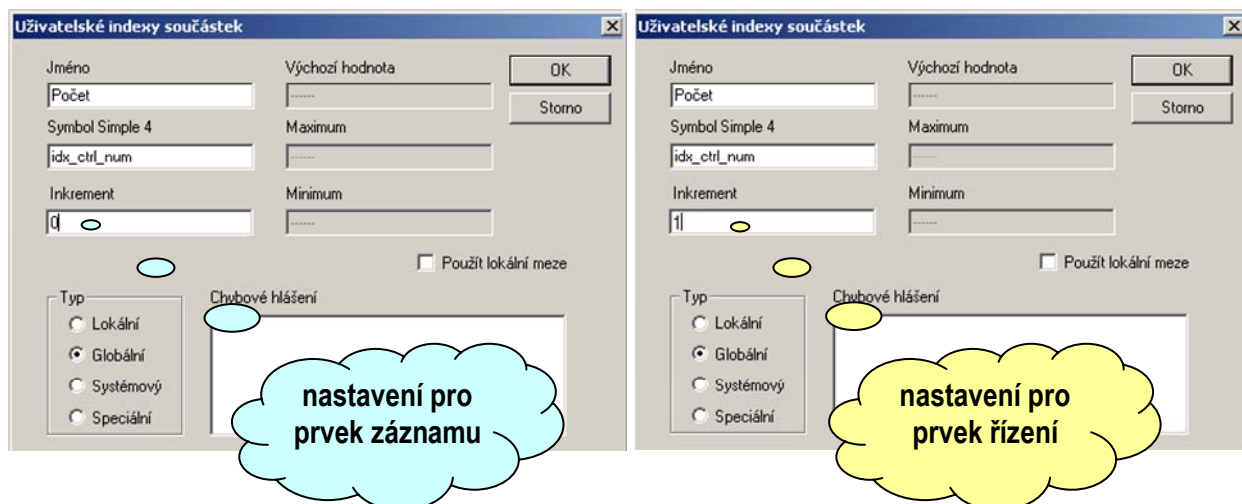 Uživatelské indexy součástek
Jméno
Výchozí hodnota
OK
Počet
------
Storno
Symbol Simple 4
Maximum
idx_ctrl_num
------
Inkrement
Minimum
0
------
Použít lokální meze
Typ
Chybové hlášení
Lokální
Globální
Systémový
Speciální
nastavení pro
prvek záznamu
Uživatelské indexy součástek
Jméno
Výchozí hodnota
OK
Počet
------
Storno
Symbol Simple 4
Maximum
idx_ctrl_num
------
Inkrement
Minimum
1
------
Použít lokální meze
Typ
Chybové hlášení
Lokální
Globální
Systémový
Speciální
nastavení pro
prvek řízení